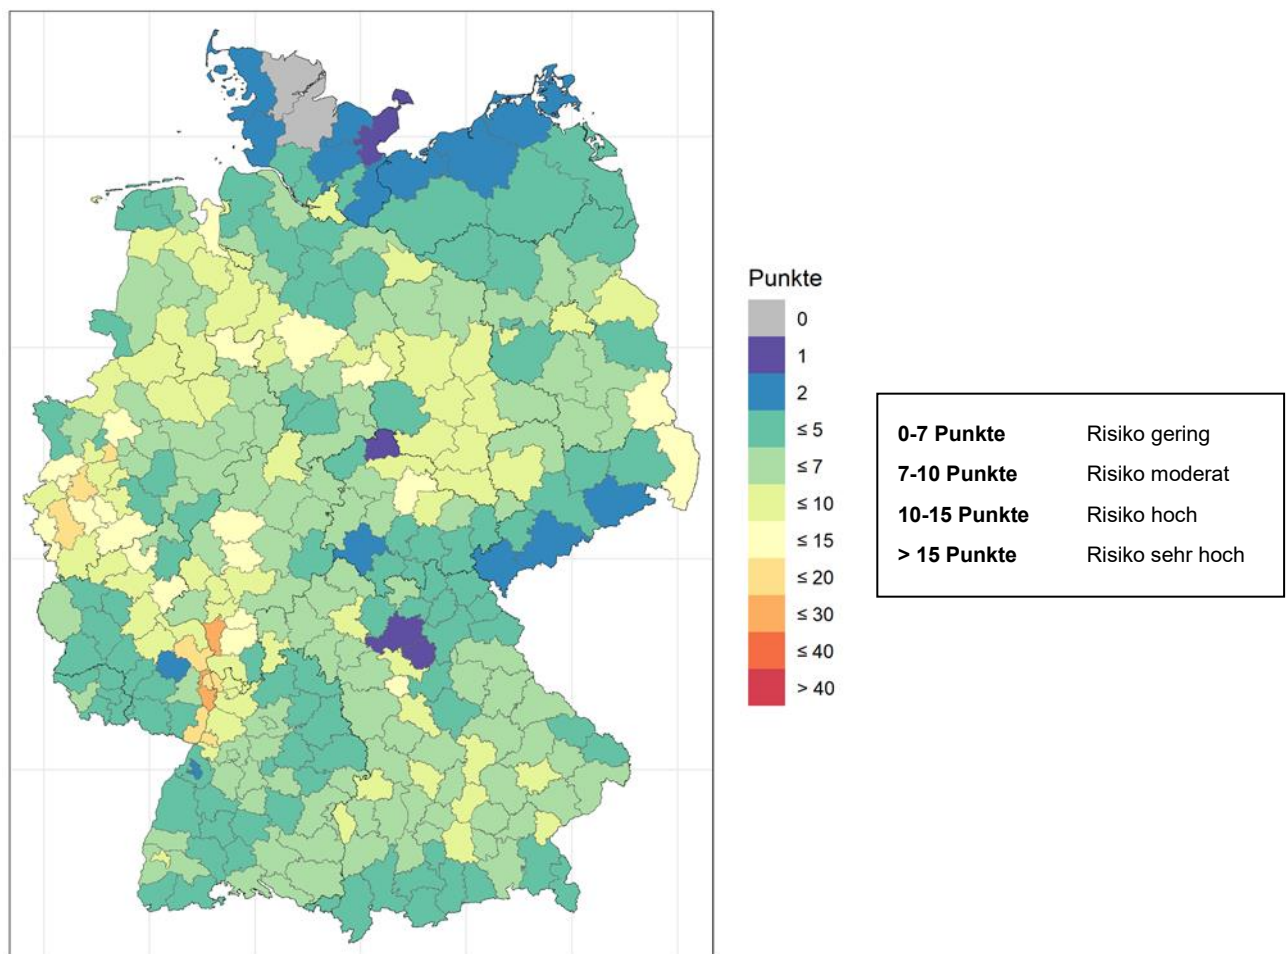 Punkte
0
1
2
≤ 5
≤ 7
≤ 10
≤ 15
≤ 20
≤ 30
≤ 40
> 40
0-7 Punkte Risiko gering
7-10 Punkte Risiko moderat
10-15 Punkte Risiko hoch
> 15 Punkte Risiko sehr hoch